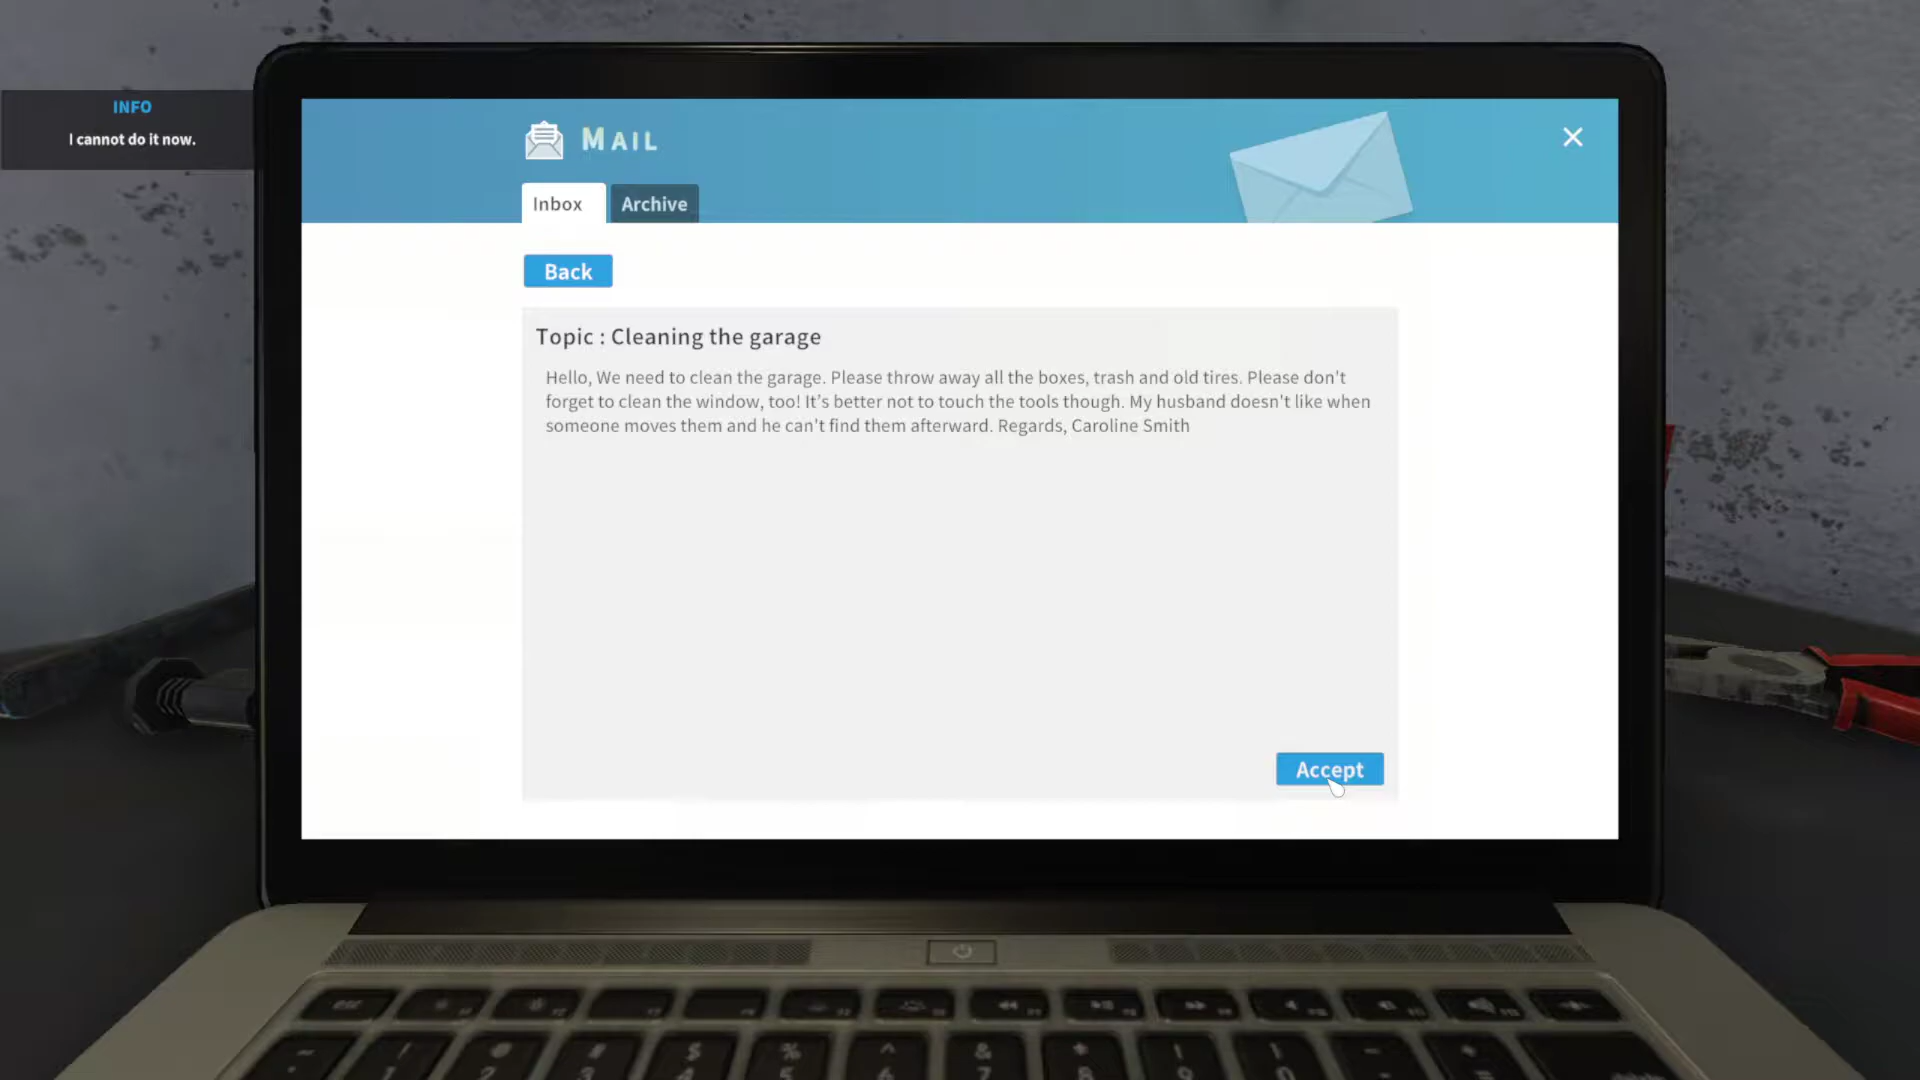 INFO
I cannot do it now.
MAIL
Inbox
Archive
Back
Topic : Cleaning the garage
Hello, We need to clean the garage. Please throw away all the boxes, trash and old tires. Please don't
forget to clean the window, too! It’s better not to touch the tools though. My husband doesn't like when
someone moves them and he can't find them afterward. Regards, Caroline Smith
Accept
esc